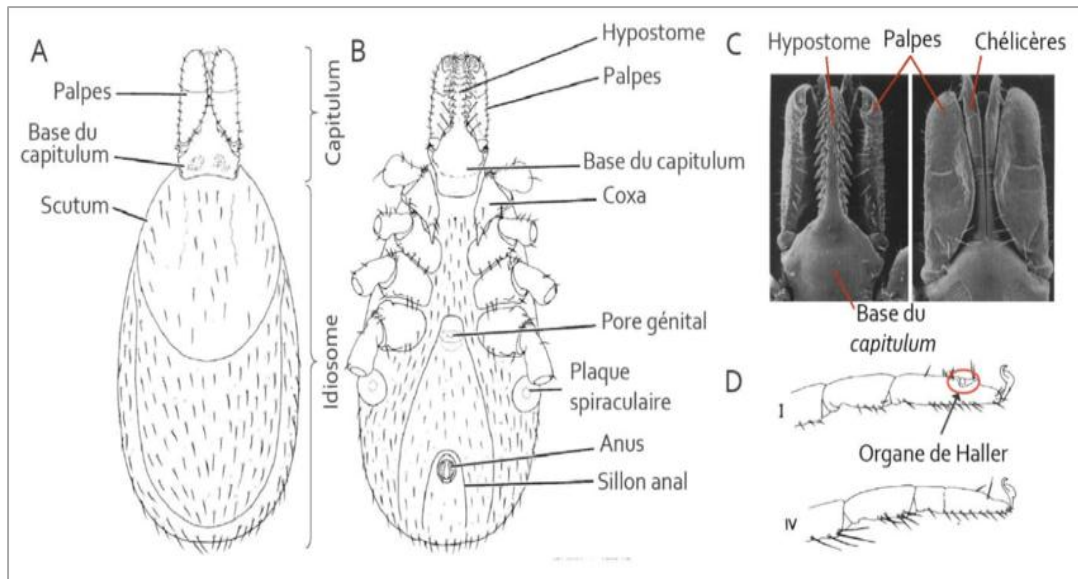 A
Palpes
Base du
capitulum
Scutum
Capitulum
Idiosome
B
Hypostome
Palpes
Base du capitulum
Coxa
Pore génital
Plaque
spiraculaire
Anus
Sillon anal
C
Hypostome
Palpes
Chélicères
Base du
capitulum
D
I
Organe de Haller
IV